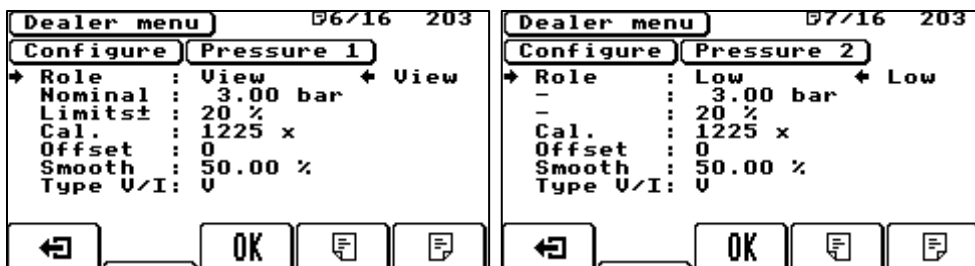 Dealer menu 6/16 203
Configure Pressure 1
Role : View View
Nominal : 3.00 bar
Limits± : 20 %
Cal. : 1225 x
Offset : 0
Smooth : 50.00 %
Type V/I: V
OK
Dealer menu 7/16 203
Configure Pressure 2
Role : Low Low
- : 3.00 bar
- : 20 %
Cal. : 1225 x
Offset : 0
Smooth : 50.00 %
Type V/I: V
OK